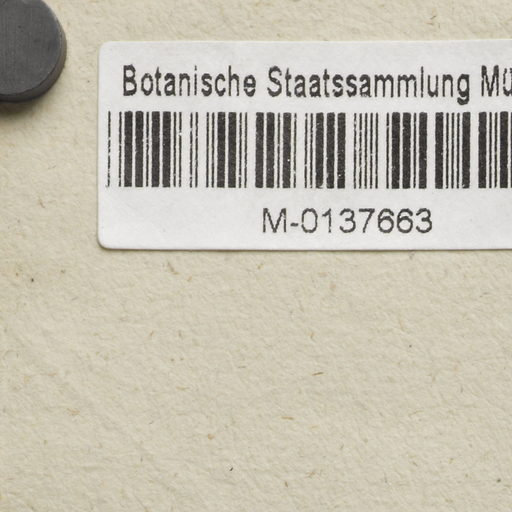 Botanische Staatssammlung Mü
M-0137663